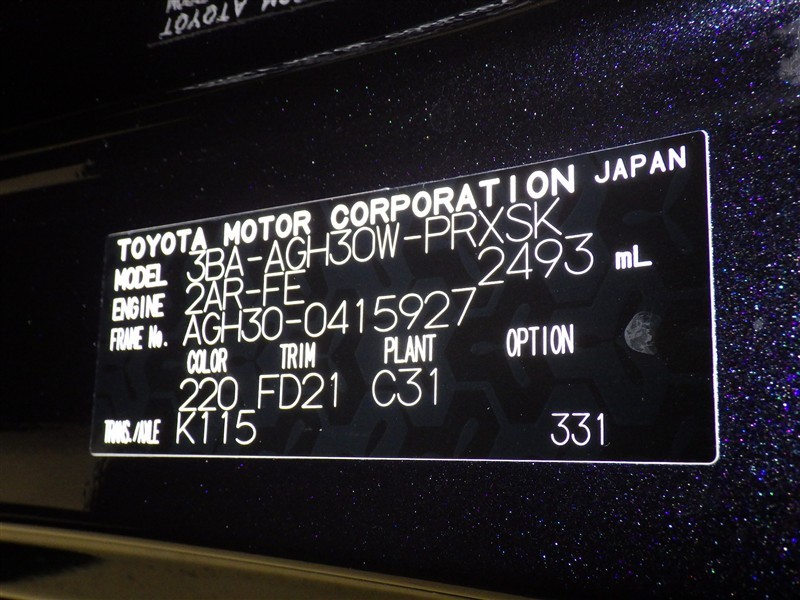 TOYOTA MOTOR CORPORATION JAPAN
MODEL 3BA-AGH30W-PRXSK
ENGINE 2AR-FE 2493 mL
FRAME No. AGH30-0415927
COLOR TRIM PLANT OPTION
220 FD21 C31
TRANS./AXLE K115 331